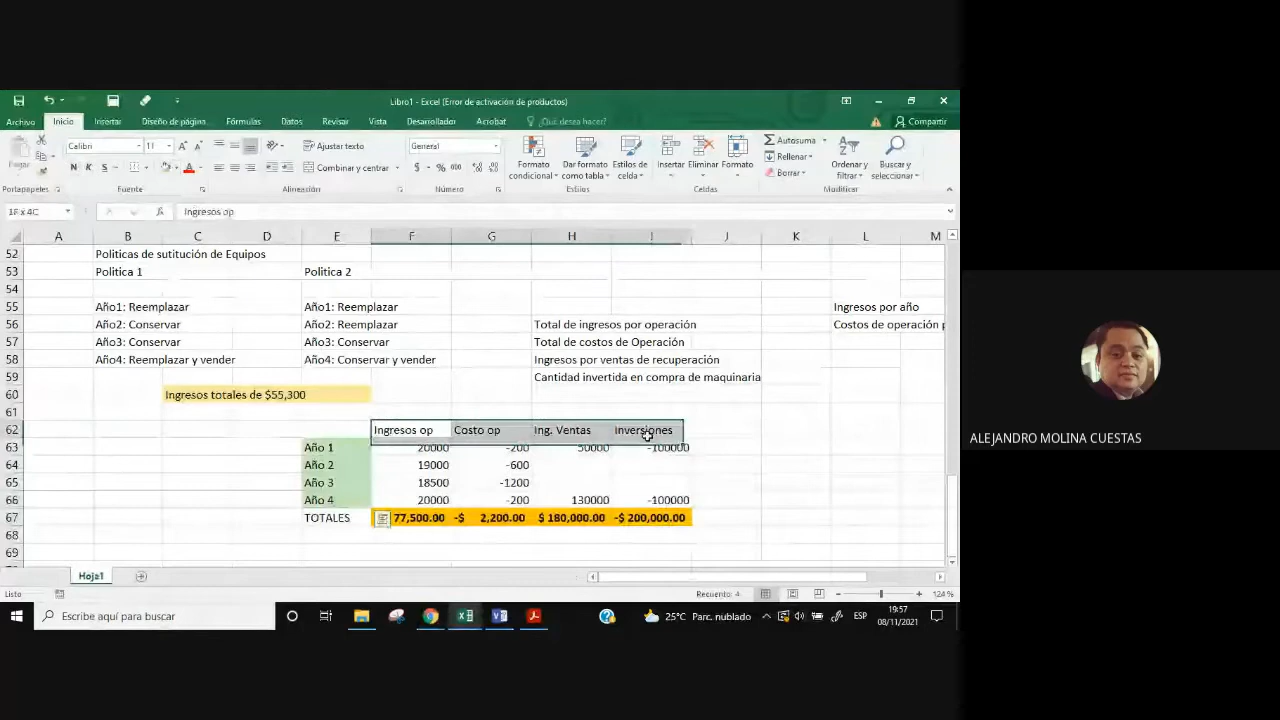 Libro1 - Excel (Error de activación de productos)
Archivo Inicio Insertar Diseño de página Fórmulas Datos Revisar Vista Desarrollador Acrobat ¿Qué desea hacer? Compartir
Calibri 11 Ajustar texto General Autosuma
Pegar N K S Combinar y centrar $ % 000 Formato condicional Dar formato como tabla Estilos de celda Insertar Eliminar Formato Rellenar Borrar Ordenar y filtrar Buscar y seleccionar
Portapapeles Fuente Alineación Número Estilos Celdas Modificar
1F x 4C fx Ingresos op
A B C D E F G H I J K L M
52 Politicas de sutitución de Equipos
53 Politica 1 Politica 2
54
55 Año1: Reemplazar Año1: Reemplazar Ingresos por año
56 Año2: Conservar Año2: Reemplazar Total de ingresos por operación Costos de operación p
57 Año3: Conservar Año3: Conservar Total de costos de Operación
58 Año4: Reemplazar y vender Año4: Conservar y vender Ingresos por ventas de recuperación
59 Cantidad invertida en compra de maquinaria
60 Ingresos totales de $55,300
61
62 Ingresos op Costo op Ing. Ventas Inversiones
63 Año 1 20000 -200 50000 -100000
64 Año 2 19000 -600
65 Año 3 18500 -1200
66 Año 4 20000 -200 130000 -100000
67 TOTALES 77,500.00 -$ 2,200.00 $ 180,000.00 -$ 200,000.00
68
69
Hoja1
Listo Recuento: 4 124 %
Escribe aquí para buscar 25°C Parc. nublado ESP 19:57
08/11/2021
ALEJANDRO MOLINA CUESTAS